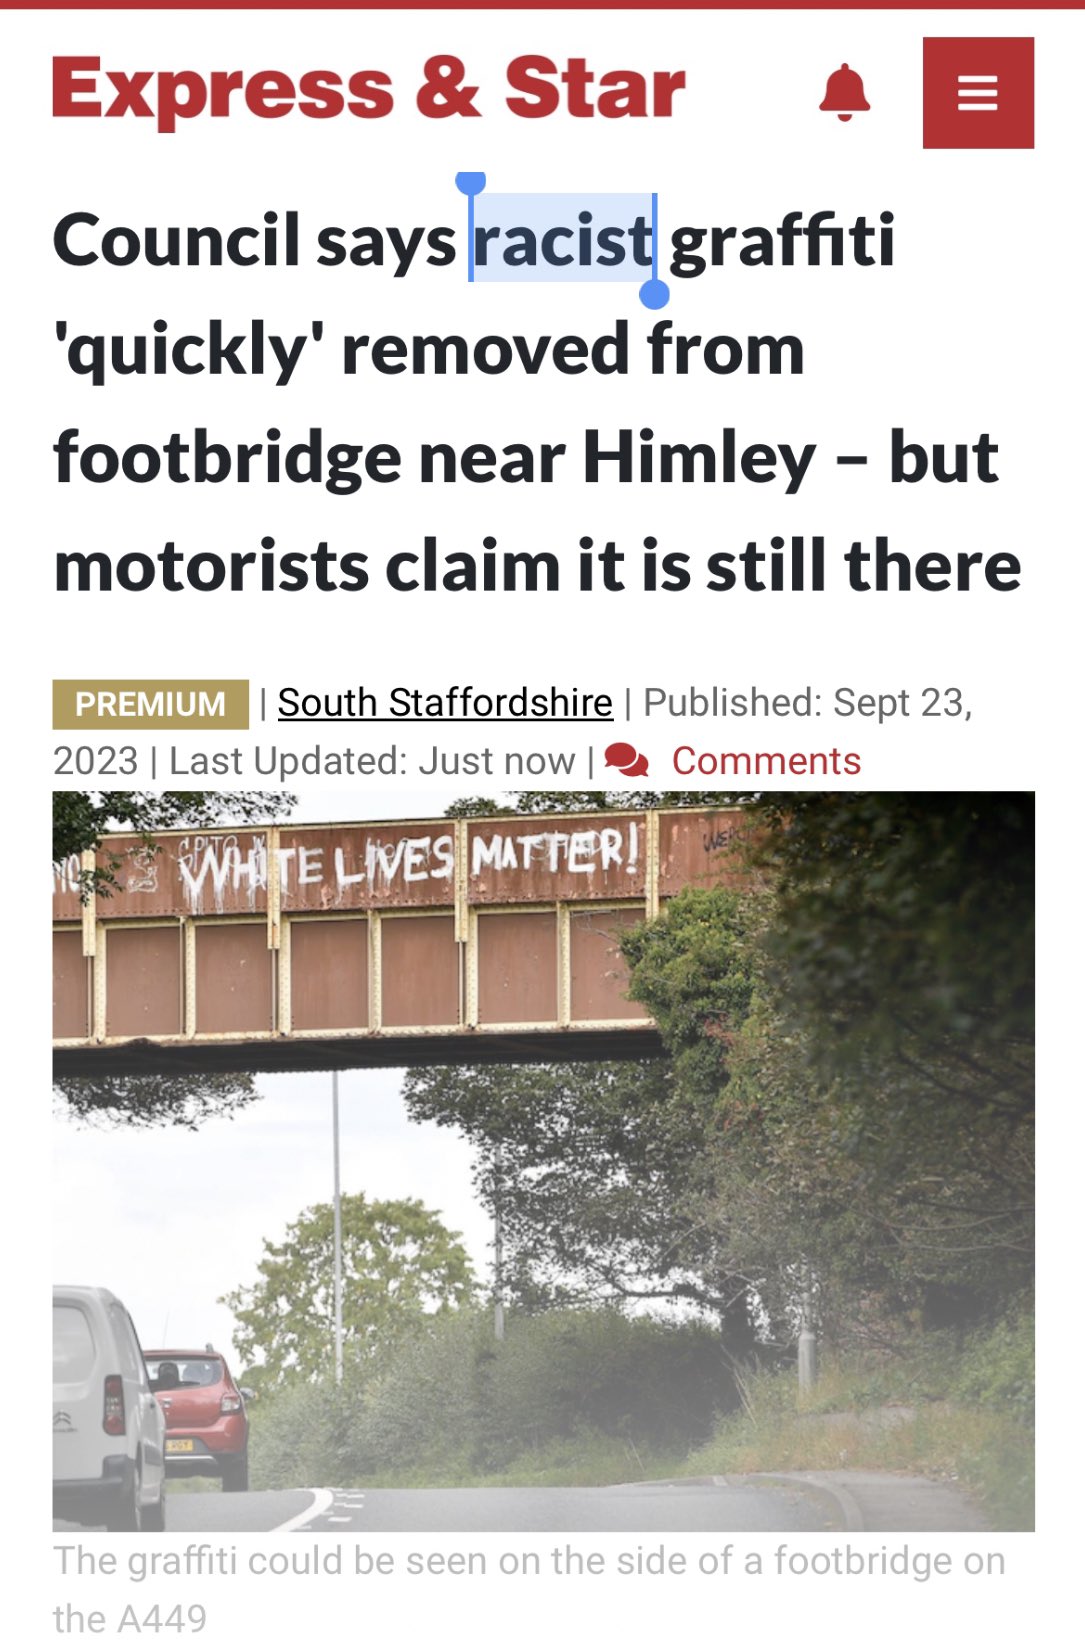 Express & Star
Council says racist graffiti
'quickly' removed from
footbridge near Himley – but
motorists claim it is still there
PREMIUM | South Staffordshire | Published: Sept 23,
2023 | Last Updated: Just now | Comments
WHITE LIVES MATTER!
The graffiti could be seen on the side of a footbridge on
the A449